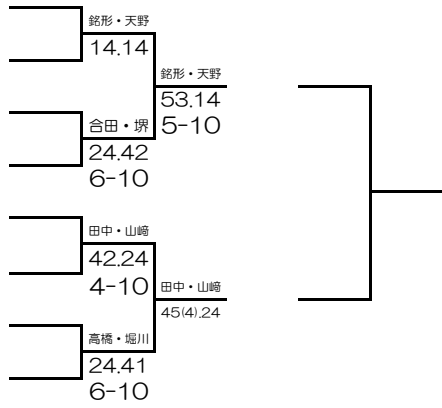 銘形・天野
14.14
銘形・天野
53.14
5-10
合田・堺
24.42
6-10
田中・山﨑
42.24
4-10
田中・山﨑
45(4).24
高橋・堀川
24.41
6-10